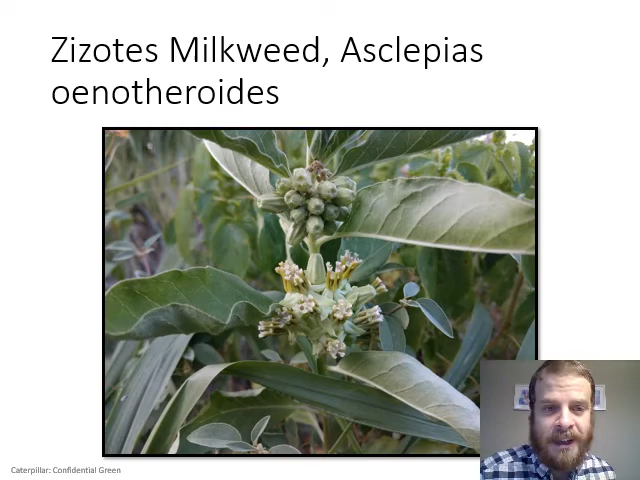 Zizotes Milkweed, Asclepias
oenotheroides
Caterpillar: Confidential Green